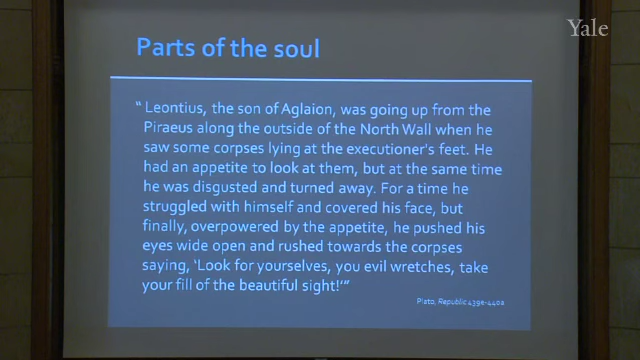 Yale
Parts of the soul
“ Leontius, the son of Aglaion, was going up from the
Piraeus along the outside of the North Wall when he
saw some corpses lying at the executioner's feet. He
had an appetite to look at them, but at the same time
he was disgusted and turned away. For a time he
struggled with himself and covered his face, but
finally, overpowered by the appetite, he pushed his
eyes wide open and rushed towards the corpses
saying, ‘Look for yourselves, you evil wretches, take
your fill of the beautiful sight!’”
Plato, Republic 439e-440a